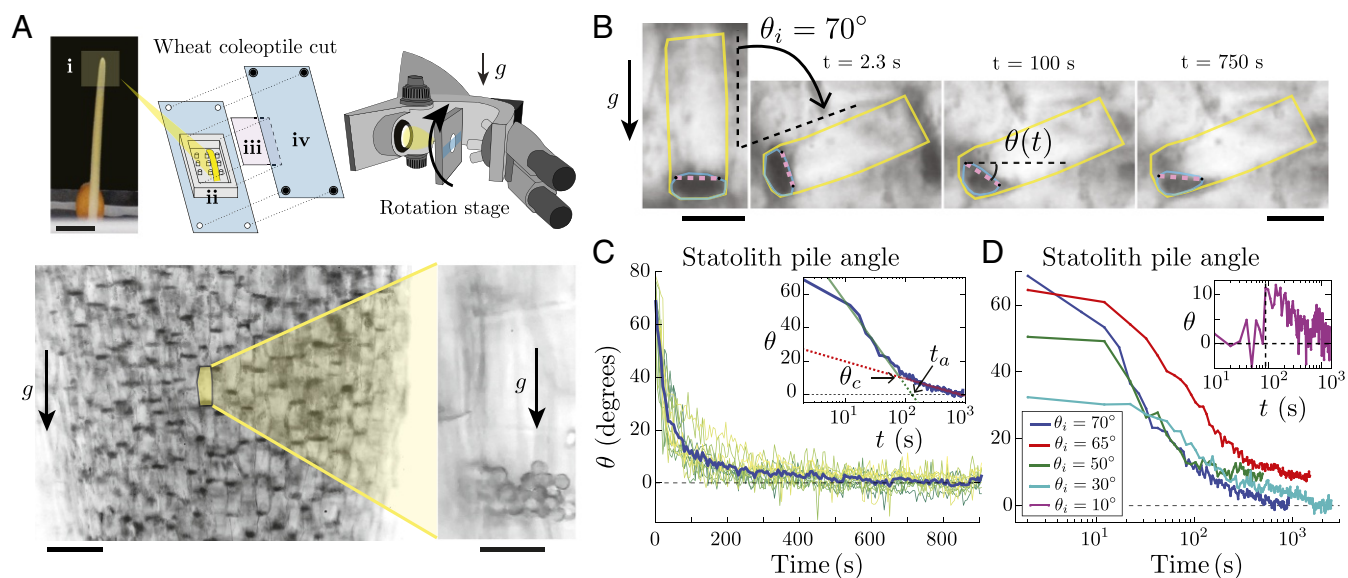 A
i
Wheat coleoptile cut
g
iii
iv
ii
Rotation stage
g
g
B
θi = 70°
g
t = 2.3 s
t = 100 s
t = 750 s
θ(t)
C
Statolith pile angle
80
60
40
20
0
θ (degrees)
0
200
400
600
800
Time (s)
60
40
20
0
θ
θc
ta
10¹
10²
10³
t (s)
D
Statolith pile angle
60
40
20
0
10¹
10²
10³
Time (s)
θi = 70°
θi = 65°
θi = 50°
θi = 30°
θi = 10°
10
0
θ
10¹
10²
10³
t (s)